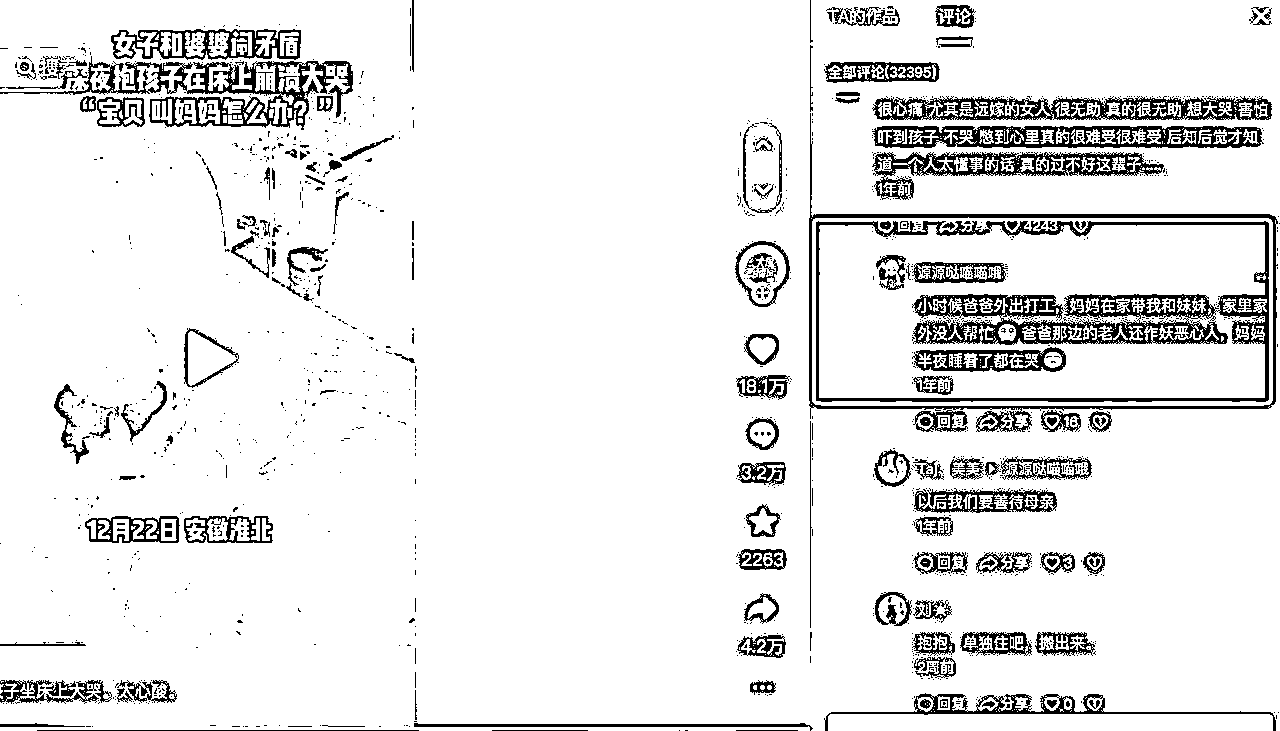 女子和婆婆闹矛盾
搜索
深夜抱孩子在床上崩溃大哭
“宝贝 叫妈妈怎么办？”
12月22日 安徽淮北
孩子坐床上大哭。太心酸。
18.1万
3.2万
2263
4.2万
TA的作品
评论
全部评论(32395)
很心痛 尤其是远嫁的女人 很无助 真的很无助 想大哭 害怕
吓到孩子 不哭 憋到心里真的很难受很难受 后知后觉才知
道一个人太懂事的话 真的过不好这辈子……
1年前
回复 分享 4243
源源哒喵喵哦
小时候爸爸外出打工，妈妈在家带我和妹妹，家里家
外没人帮忙 爸爸那边的老人还作妖恶心人，妈妈
半夜睡着了都在哭
1年前
回复 分享 18
美美 源源哒喵喵哦
以后我们要善待母亲
1年前
回复 分享 3
刘
抱抱，单独住吧，搬出来。
2周前
回复 分享 0